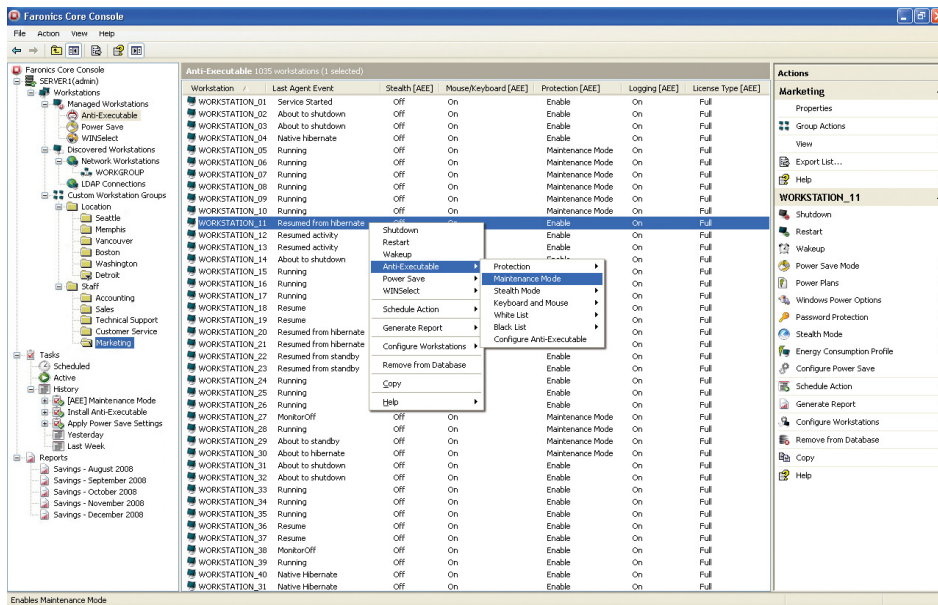 Faronics Core Console
File Action View Help
Faronics Core Console
SERVER1(admin)
Workstations
Managed Workstations
Anti-Executable
Power Save
WINSelect
Discovered Workstations
Network Workstations
WORKGROUP
LDAP Connections
Custom Workstation Groups
Location
Seattle
Memphis
Vancouver
Boston
Washington
Detroit
Staff
Accounting
Sales
Technical Support
Customer Service
Marketing
Tasks
Scheduled
Active
History
[AEE] Maintenance Mode
Install Anti-Executable
Apply Power Save Settings
Yesterday
Last Week
Reports
Savings - August 2008
Savings - September 2008
Savings - October 2008
Savings - November 2008
Savings - December 2008
Anti-Executable 1035 workstations (1 selected)
Workstation / Last Agent Event Stealth [AEE] Mouse/Keyboard [AEE] Protection [AEE] Logging [AEE] License Type [AEE]
WORKSTATION_01 Service Started Off On Enable On Full
WORKSTATION_02 About to shutdown Off On Enable On Full
WORKSTATION_03 About to shutdown Off On Enable On Full
WORKSTATION_04 Native hibernate Off On Enable On Full
WORKSTATION_05 Running Off On Maintenance Mode On Full
WORKSTATION_06 Running Off On Maintenance Mode On Full
WORKSTATION_07 Running Off On Maintenance Mode On Full
WORKSTATION_08 Running Off On Maintenance Mode On Full
WORKSTATION_09 Running Off On Maintenance Mode On Full
WORKSTATION_10 Running Off On Maintenance Mode On Full
WORKSTATION_11 Resumed from hibernate Enable On Full
WORKSTATION_12 Resumed activity Enable On Full
WORKSTATION_13 Resumed activity Enable On Full
WORKSTATION_14 About to shutdown On Full
WORKSTATION_15 Running On Full
WORKSTATION_16 Running On Full
WORKSTATION_17 Running On Full
WORKSTATION_18 Resume On Full
WORKSTATION_19 Resume On Full
WORKSTATION_20 Resumed from hibernate On Full
WORKSTATION_21 Resumed from hibernate On Full
WORKSTATION_22 Resumed from standby Enable On Full
WORKSTATION_23 Resumed from standby Enable On Full
WORKSTATION_24 Running Enable On Full
WORKSTATION_25 Running Enable On Full
WORKSTATION_26 Running Enable On Full
WORKSTATION_27 MonitorOff Off On Maintenance Mode On Full
WORKSTATION_28 Running Off On Maintenance Mode On Full
WORKSTATION_29 About to standby Off On Maintenance Mode On Full
WORKSTATION_30 About to hibernate Off On Maintenance Mode On Full
WORKSTATION_31 About to shutdown Off On Enable On Full
WORKSTATION_32 About to shutdown Off On Enable On Full
WORKSTATION_33 Running Off On Enable On Full
WORKSTATION_34 Running Off On Enable On Full
WORKSTATION_35 Running Off On Enable On Full
WORKSTATION_36 Resume Off On Enable On Full
WORKSTATION_37 Resume Off On Enable On Full
WORKSTATION_38 MonitorOff Off On Enable On Full
WORKSTATION_39 Running Off On Enable On Full
WORKSTATION_40 Native Hibernate Off On Enable On Full
WORKSTATION_31 Native Hibernate Off On Enable On Full
Shutdown
Restart
Wakeup
Anti-Executable
Power Save
WINSelect
Schedule Action
Generate Report
Configure Workstations
Remove from Database
Copy
Help
Protection
Maintenance Mode
Stealth Mode
Keyboard and Mouse
White List
Black List
Configure Anti-Executable
Actions
Marketing
Properties
Group Actions
View
Export List...
Help
WORKSTATION_11
Shutdown
Restart
Wakeup
Power Save Mode
Power Plans
Windows Power Options
Password Protection
Stealth Mode
Energy Consumption Profile
Configure Power Save
Schedule Action
Generate Report
Configure Workstations
Remove from Database
Copy
Help
Enables Maintenance Mode